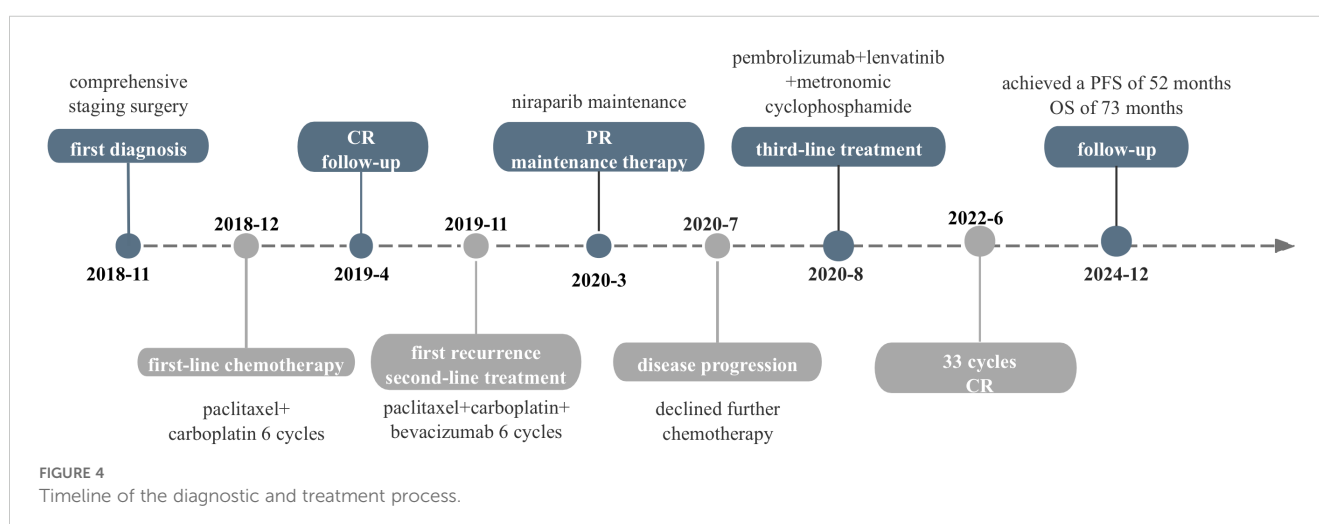 comprehensive
staging surgery
first diagnosis
2018-11
2018-12
first-line chemotherapy
paclitaxel+
carboplatin 6 cycles
CR
follow-up
2019-4
2019-11
first recurrence
second-line treatment
paclitaxel+carboplatin+
bevacizumab 6 cycles
niraparib maintenance
PR
maintenance therapy
2020-3
2020-7
disease progression
declined further
chemotherapy
pembrolizumab+lenvatinib
+metronomic
cyclophosphamide
third-line treatment
2020-8
2022-6
33 cycles
CR
achieved a PFS of 52 months
OS of 73 months
follow-up
2024-12
FIGURE 4
Timeline of the diagnostic and treatment process.